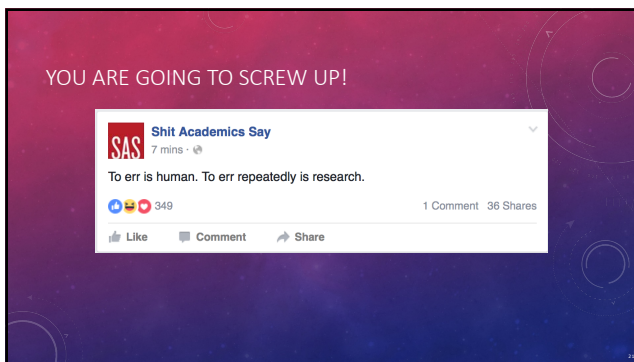 YOU ARE GOING TO SCREW UP!
SAS
Shit Academics Say
7 mins ·
To err is human. To err repeatedly is research.
349
1 Comment 36 Shares
Like Comment Share